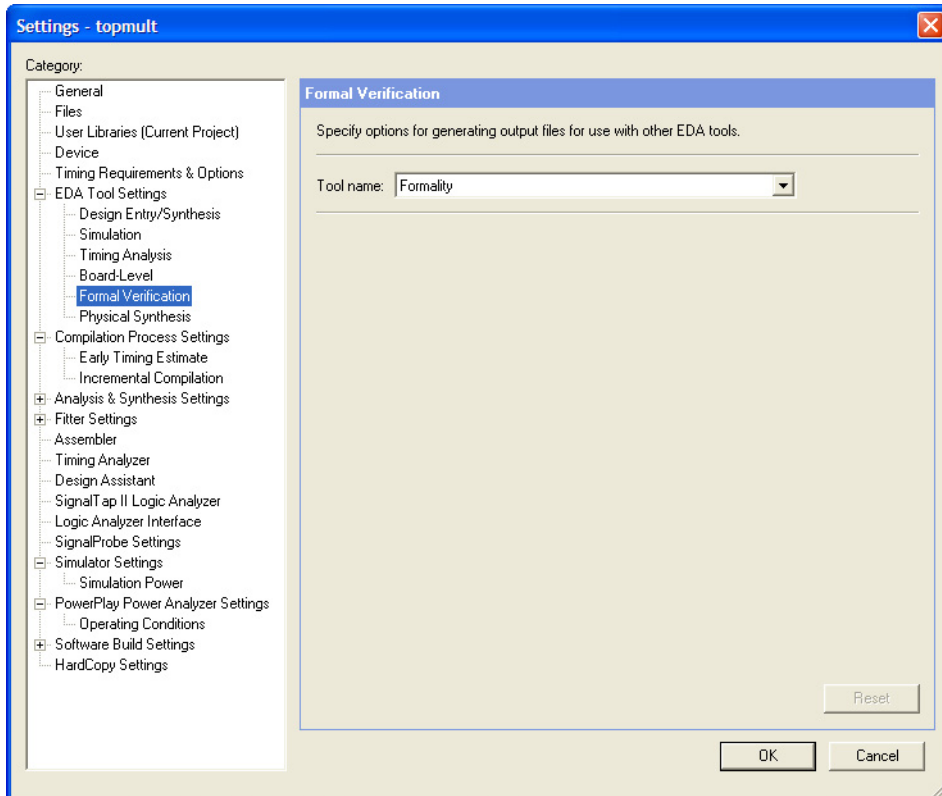 Settings - topmult
Category:
General
Files
User Libraries (Current Project)
Device
Timing Requirements & Options
EDA Tool Settings
Design Entry/Synthesis
Simulation
Timing Analysis
Board-Level
Formal Verification
Physical Synthesis
Compilation Process Settings
Early Timing Estimate
Incremental Compilation
Analysis & Synthesis Settings
Fitter Settings
Assembler
Timing Analyzer
Design Assistant
SignalTap II Logic Analyzer
Logic Analyzer Interface
SignalProbe Settings
Simulator Settings
Simulation Power
PowerPlay Power Analyzer Settings
Operating Conditions
Software Build Settings
HardCopy Settings
Formal Verification
Specify options for generating output files for use with other EDA tools.
Tool name: Formality
Reset
OK Cancel